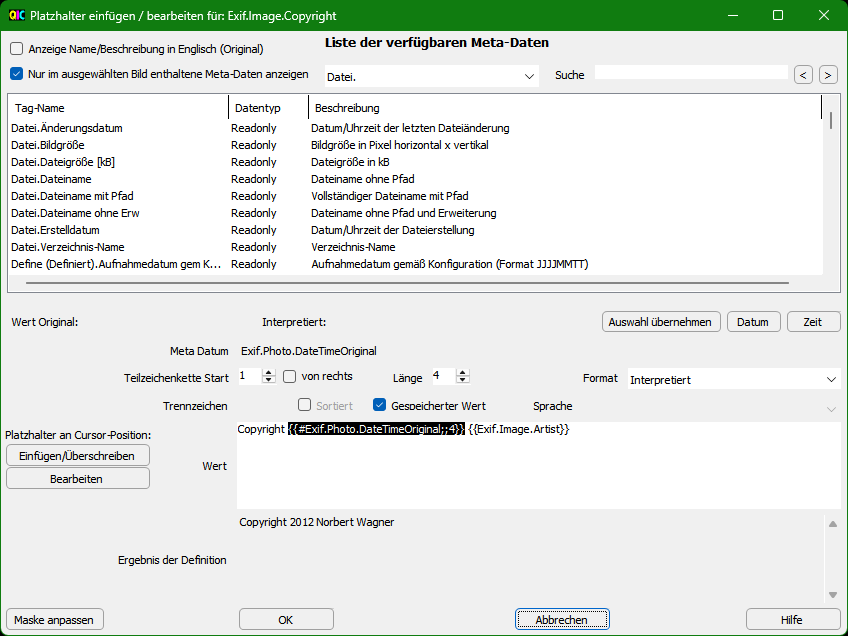 QIC Platzhalter einfügen / bearbeiten für: Exif.Image.Copyright
Anzeige Name/Beschreibung in Englisch (Original)
Liste der verfügbaren Meta-Daten
Nur im ausgewählten Bild enthaltene Meta-Daten anzeigen
Datei.
Suche
<
>
Tag-Name Datentyp Beschreibung
Datei.Änderungsdatum Readonly Datum/Uhrzeit der letzten Dateiänderung
Datei.Bildgröße Readonly Bildgröße in Pixel horizontal x vertikal
Datei.Dateigröße [kB] Readonly Dateigröße in kB
Datei.Dateiname Readonly Dateiname ohne Pfad
Datei.Dateiname mit Pfad Readonly Vollständiger Dateiname mit Pfad
Datei.Dateiname ohne Erw Readonly Dateiname ohne Pfad und Erweiterung
Datei.Erstelldatum Readonly Datum/Uhrzeit der Dateierstellung
Datei.Verzeichnis-Name Readonly Verzeichnis-Name
Define (Definiert).Aufnahmedatum gem K... Readonly Aufnahmedatum gemäß Konfiguration (Format JJJJMMTT)
Wert Original: Interpretiert: Auswahl übernehmen Datum Zeit
Meta Datum Exif.Photo.DateTimeOriginal
Teilzeichenkette Start 1 von rechts Länge 4 Format Interpretiert
Trennzeichen Sortiert Gespeicherter Wert Sprache
Platzhalter an Cursor-Position:
Einfügen/Überschreiben
Bearbeiten
Wert
Copyright {{#Exif.Photo.DateTimeOriginal;;4}} {{Exif.Image.Artist}}
Copyright 2012 Norbert Wagner
Ergebnis der Definition
Maske anpassen OK Abbrechen Hilfe